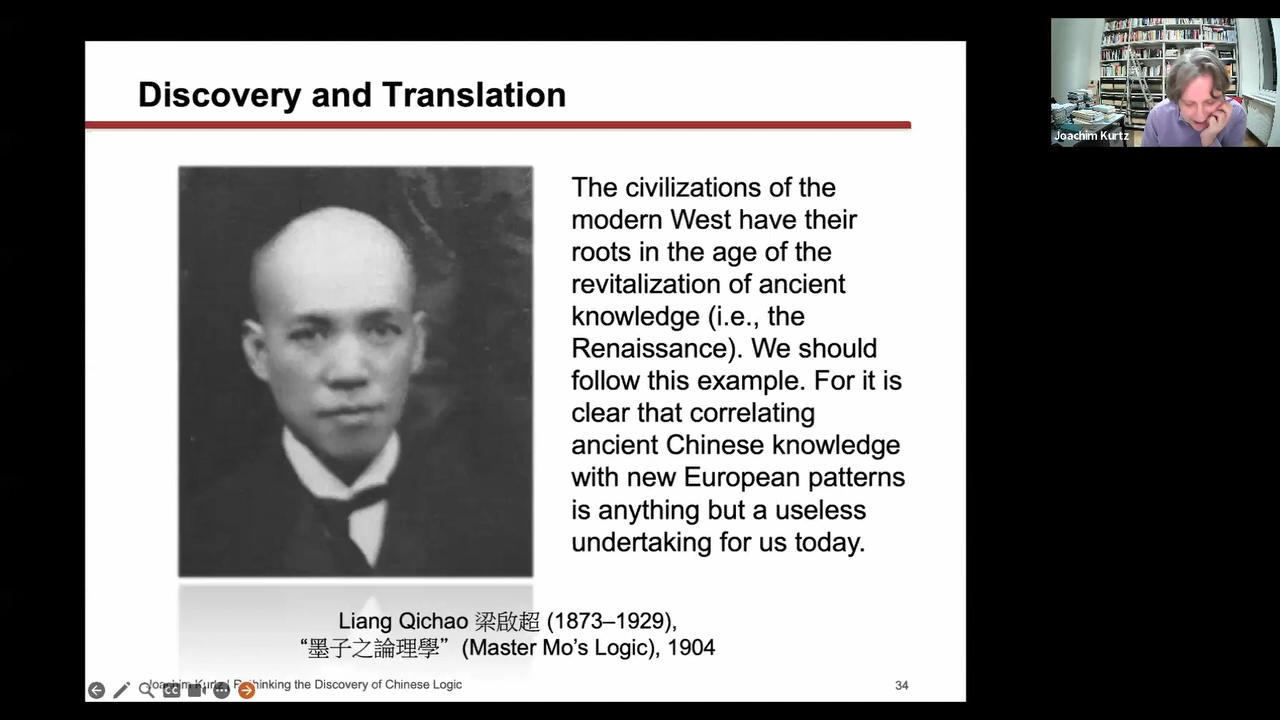 Discovery and Translation
Joachim Kurtz
The civilizations of the
modern West have their
roots in the age of the
revitalization of ancient
knowledge (i.e., the
Renaissance). We should
follow this example. For it is
clear that correlating
ancient Chinese knowledge
with new European patterns
is anything but a useless
undertaking for us today.
Liang Qichao 梁啟超 (1873–1929),
“墨子之論理學” (Master Mo’s Logic), 1904
Joachim Kurtz | Rethinking the Discovery of Chinese Logic
34